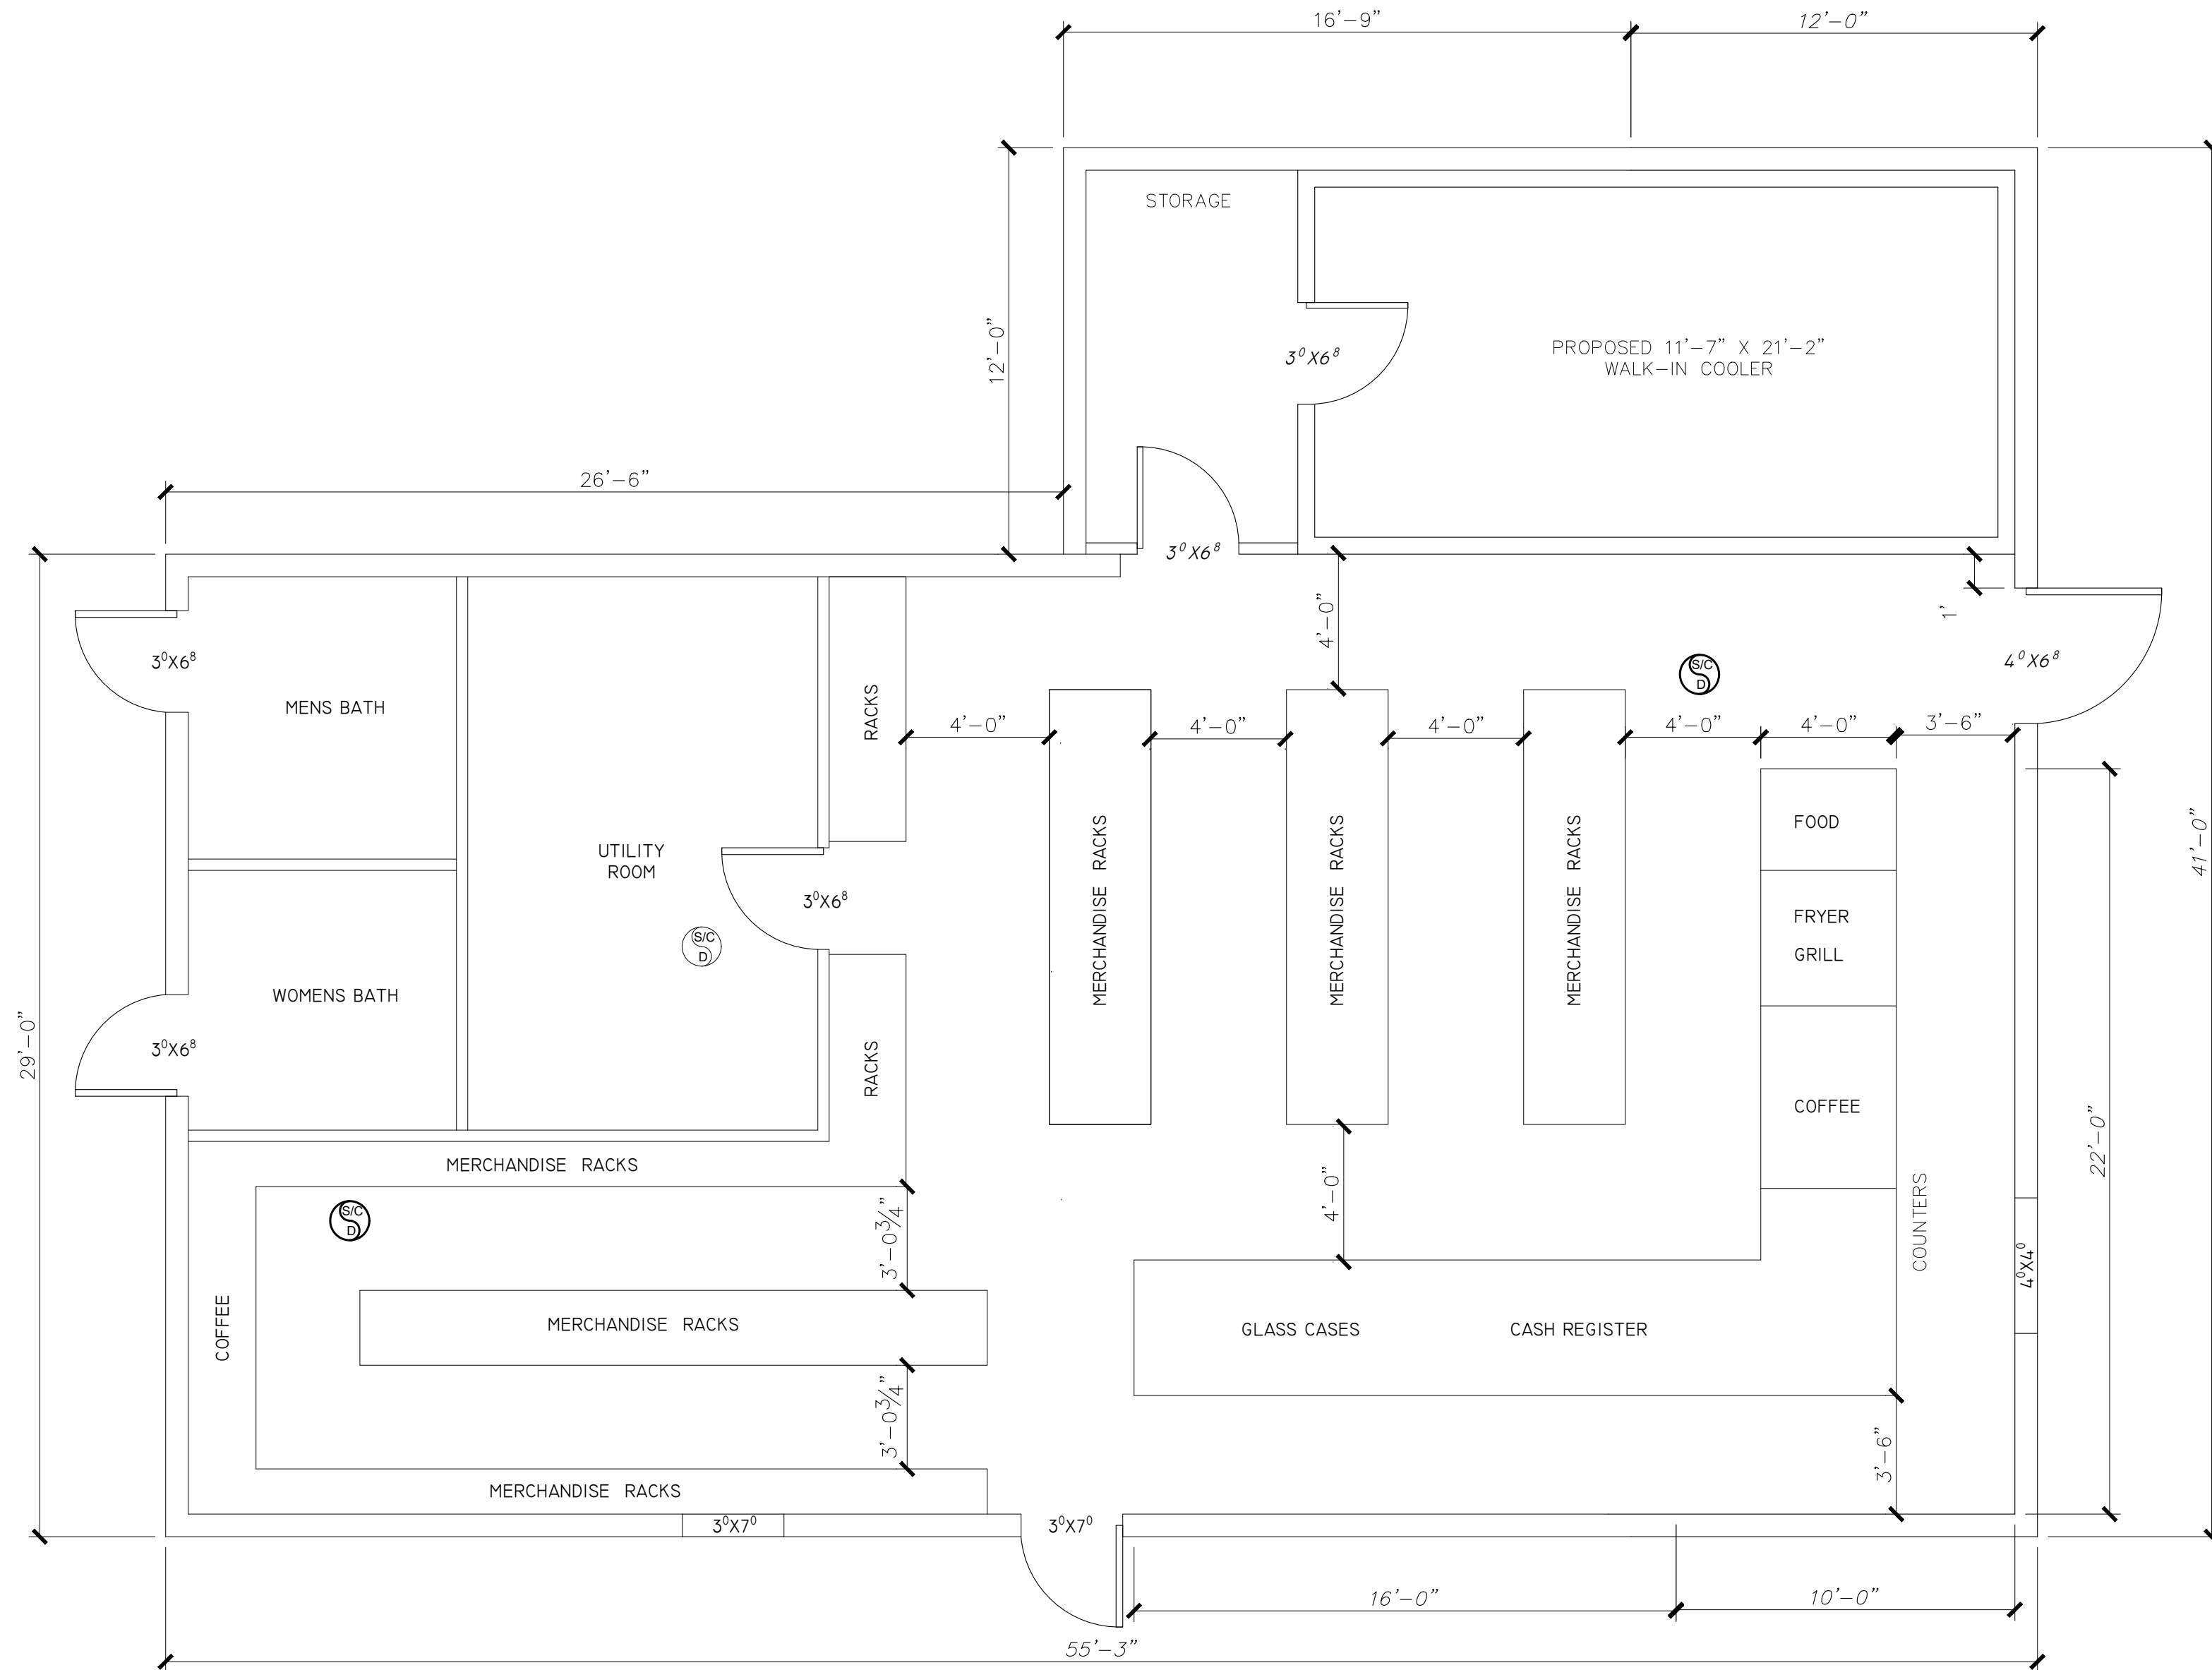 16'-9"
12'-0"
STORAGE
12'-0"
3⁰X6⁸
PROPOSED 11'-7" X 21'-2"
WALK-IN COOLER
26'-6"
3⁰X6⁸
4'-0"
1'
3⁰X6⁸
MENS BATH
RACKS
S/C
D
4⁰X6⁸
4'-0"
4'-0"
4'-0"
4'-0"
4'-0"
3'-6"
UTILITY
ROOM
3⁰X6⁸
MERCHANDISE RACKS
MERCHANDISE RACKS
MERCHANDISE RACKS
FOOD
FRYER
GRILL
41'-0"
S/C
D
WOMENS BATH
3⁰X6⁸
29'-0"
RACKS
COFFEE
22'-0"
MERCHANDISE RACKS
S/C
D
3'-0¾"
4'-0"
COUNTERS
4⁰X4⁰
COFFEE
MERCHANDISE RACKS
GLASS CASES
CASH REGISTER
3'-0¾"
3'-6"
MERCHANDISE RACKS
3⁰X7⁰
3⁰X7⁰
16'-0"
10'-0"
55'-3"